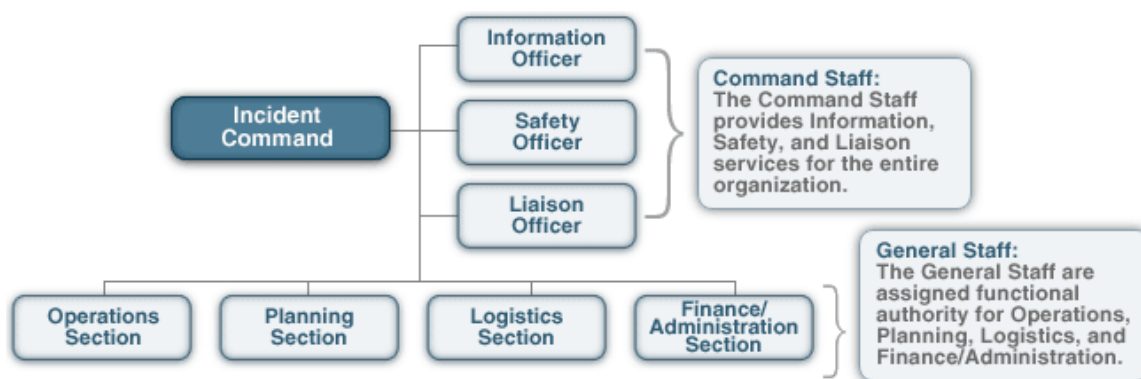 Information
Officer
Incident
Command
Safety
Officer
Liaison
Officer
Command Staff:
The Command Staff
provides Information,
Safety, and Liaison
services for the entire
organization.
Operations
Section
Planning
Section
Logistics
Section
Finance/
Administration
Section
General Staff:
The General Staff are
assigned functional
authority for Operations,
Planning, Logistics, and
Finance/Administration.